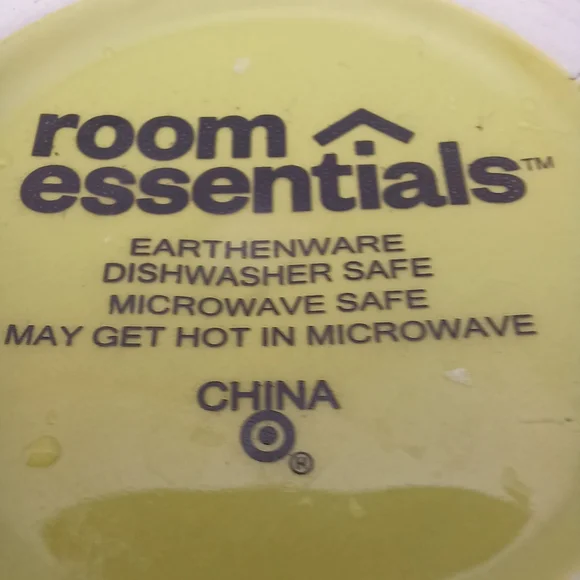 room
essentials™
EARTHENWARE
DISHWASHER SAFE
MICROWAVE SAFE
MAY GET HOT IN MICROWAVE
CHINA
®